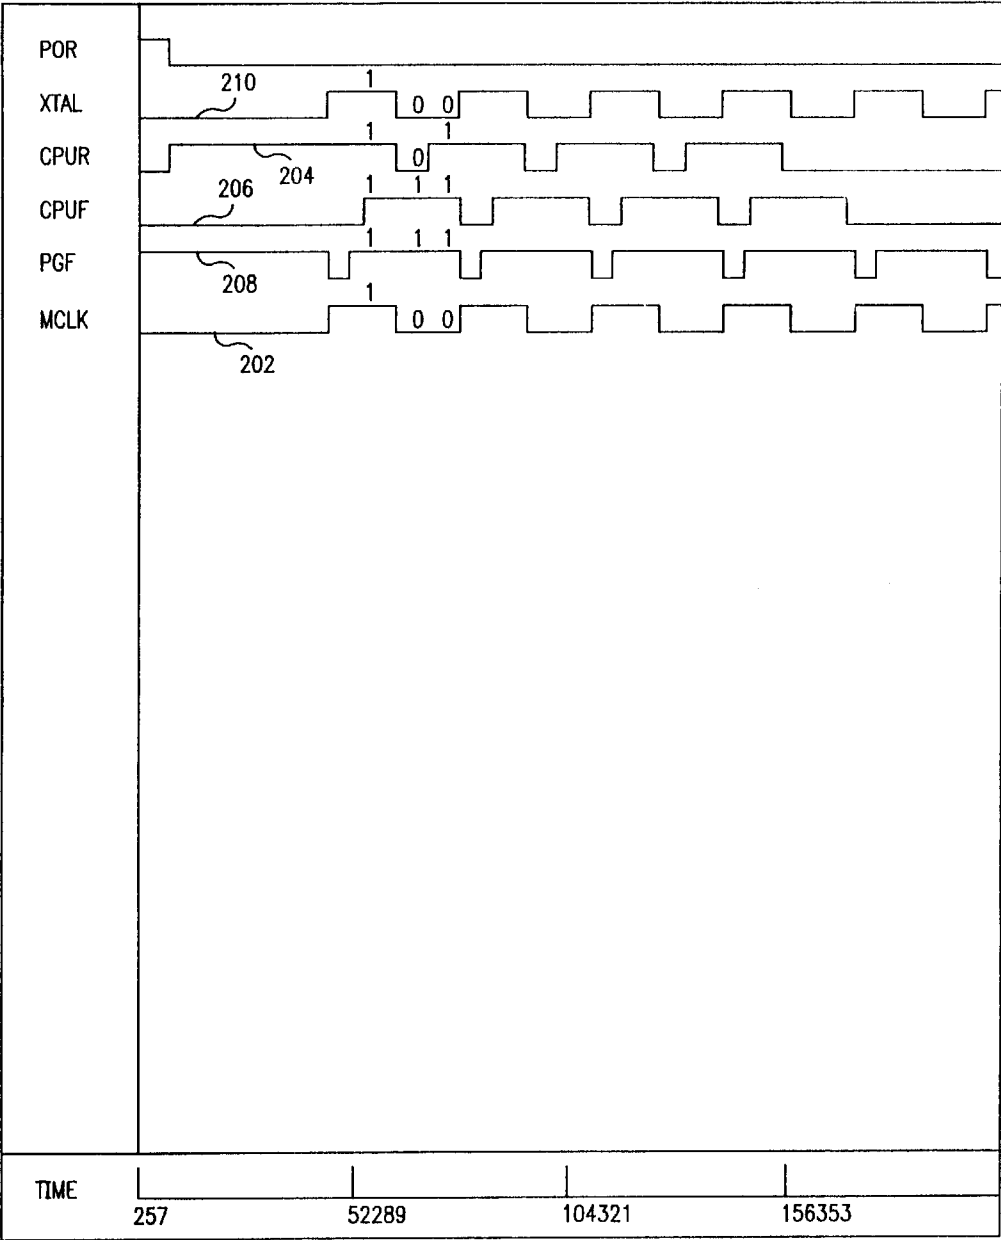 POR
1
210
XTAL 0 0
1 1
CPUR 0
204
206 1 1 1
CPUF
1 1 1
PGF
208
1
MCLK 0 0
202
TIME
257 52289 104321 156353